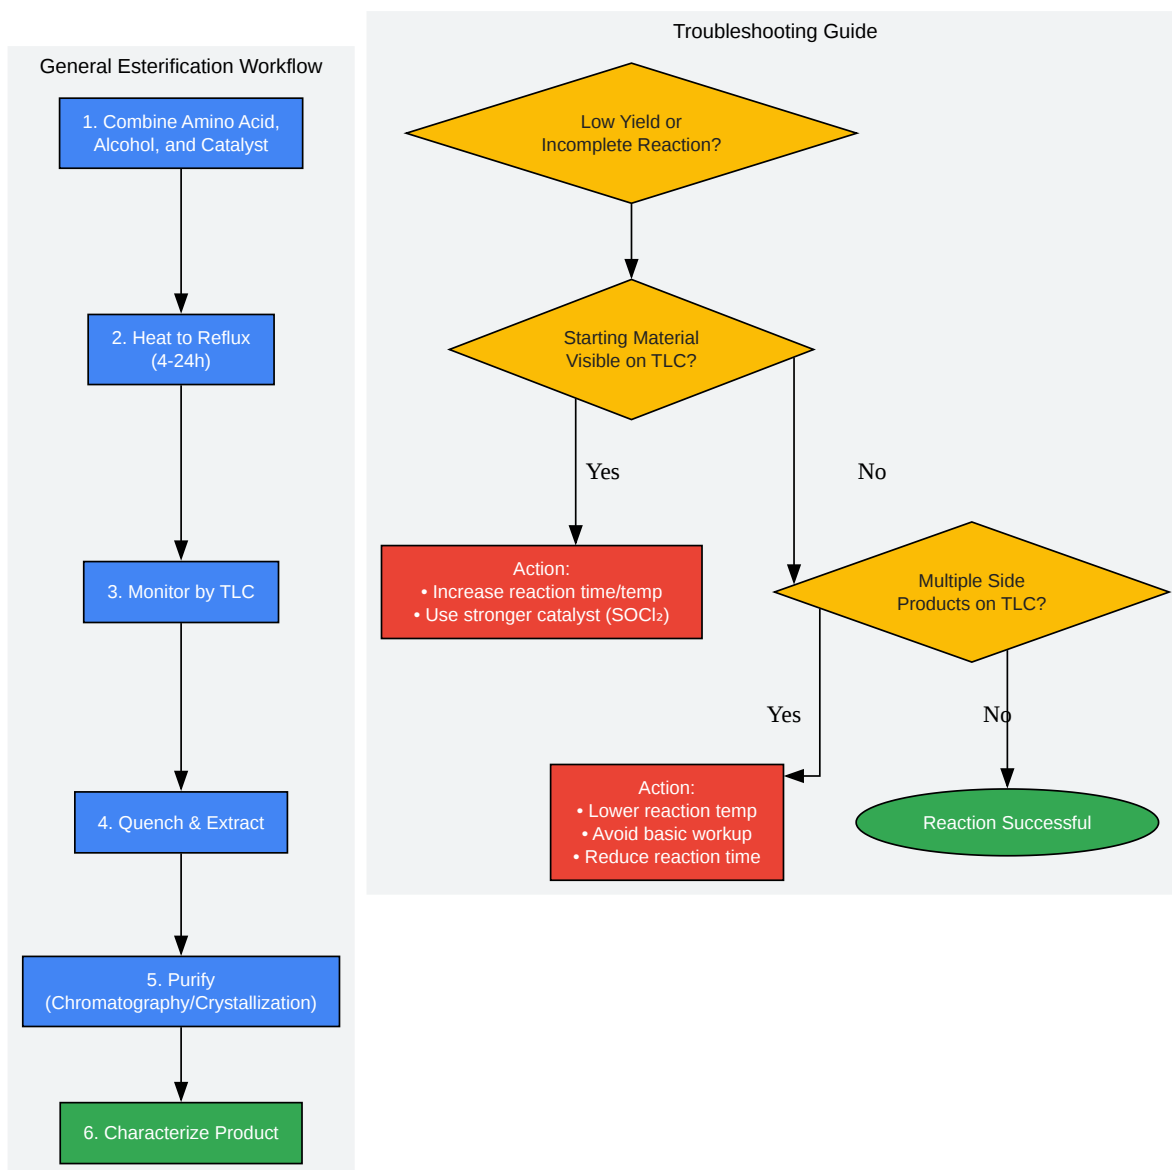 General Esterification Workflow
1. Combine Amino Acid,
Alcohol, and Catalyst
2. Heat to Reflux
(4-24h)
3. Monitor by TLC
4. Quench & Extract
5. Purify
(Chromatography/Crystallization)
6. Characterize Product
Troubleshooting Guide
Low Yield or
Incomplete Reaction?
Starting Material
Visible on TLC?
Yes
No
Action:
• Increase reaction time/temp
• Use stronger catalyst (SOCl₂)
Multiple Side
Products on TLC?
Yes
No
Action:
• Lower reaction temp
• Avoid basic workup
• Reduce reaction time
Reaction Successful